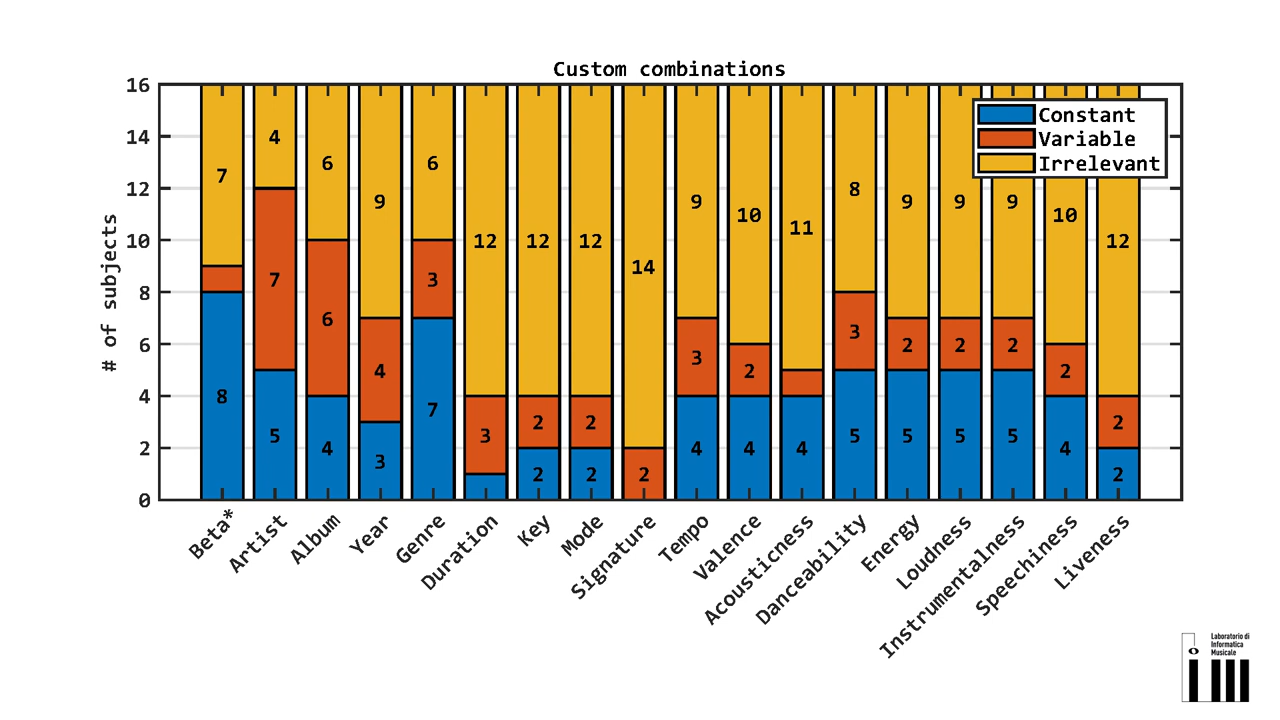 Custom combinations
# of subjects
16
14
12
10
8
6
4
2
0
Constant
Variable
Irrelevant
7
8
4
7
5
6
6
4
9
4
3
6
3
7
12
3
12
2
2
12
2
2
14
2
9
3
4
10
2
4
11
4
8
3
5
9
2
5
9
2
5
9
2
5
10
2
4
12
2
2
Beta*
Artist
Album
Year
Genre
Duration
Key
Mode
Signature
Tempo
Valence
Acousticness
Danceability
Energy
Loudness
Instrumentalness
Speechiness
Liveness
Laboratorio di
Informatica
Musicale